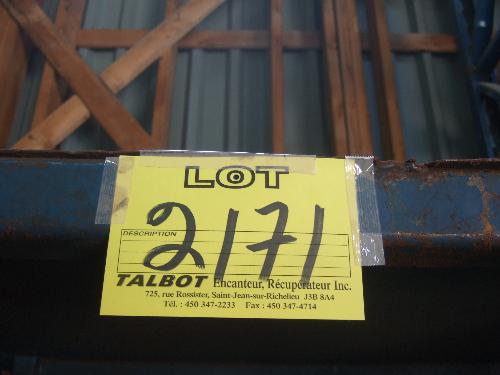 LOT
2171
DESCRIPTION
TALBOT Encanteur, Récupérateur Inc.
725, rue Rossister, Saint-Jean-sur-Richelieu J3B 8A4
Tél. : 450 347-2233 Fax : 450 347-4714